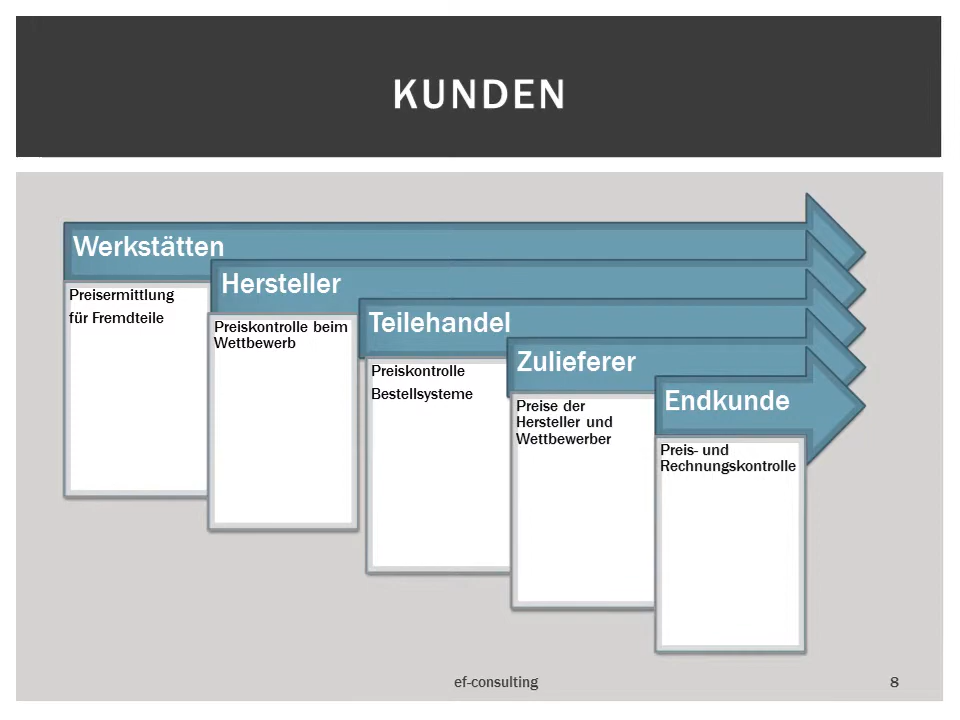 KUNDEN
Werkstätten
Preisermittlung
für Fremdteile
Hersteller
Preiskontrolle beim
Wettbewerb
Teilehandel
Preiskontrolle
Bestellsysteme
Zulieferer
Preise der
Hersteller und
Wettbewerber
Endkunde
Preis- und
Rechnungskontrolle
ef-consulting
8